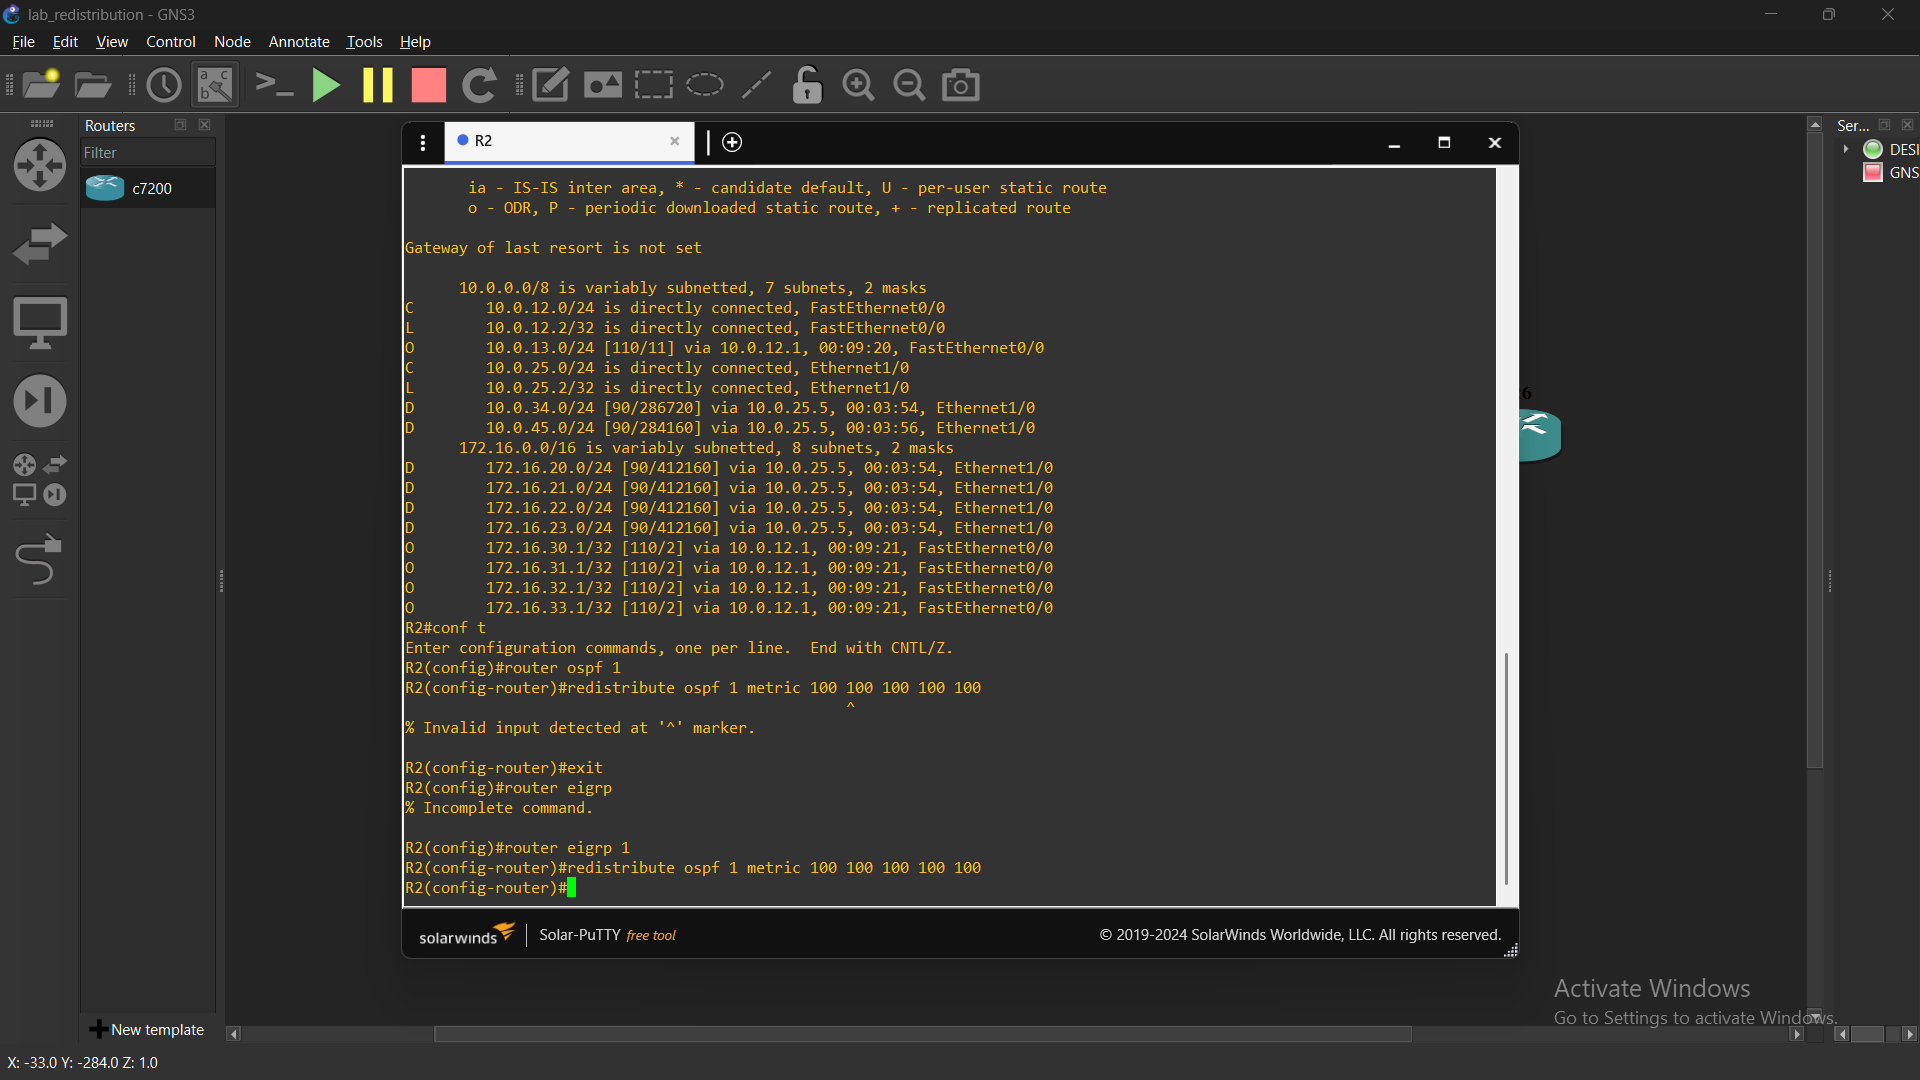 lab_redistribution - GNS3
File Edit View Control Node Annotate Tools Help
Routers
Filter
c7200
New template
X: -33.0 Y: -284.0 Z: 1.0
R2
ia - IS-IS inter area, * - candidate default, U - per-user static route
o - ODR, P - periodic downloaded static route, + - replicated route
Gateway of last resort is not set
10.0.0.0/8 is variably subnetted, 7 subnets, 2 masks
C 10.0.12.0/24 is directly connected, FastEthernet0/0
L 10.0.12.2/32 is directly connected, FastEthernet0/0
O 10.0.13.0/24 [110/11] via 10.0.12.1, 00:09:20, FastEthernet0/0
C 10.0.25.0/24 is directly connected, Ethernet1/0
L 10.0.25.2/32 is directly connected, Ethernet1/0
D 10.0.34.0/24 [90/286720] via 10.0.25.5, 00:03:54, Ethernet1/0
D 10.0.45.0/24 [90/284160] via 10.0.25.5, 00:03:56, Ethernet1/0
172.16.0.0/16 is variably subnetted, 8 subnets, 2 masks
D 172.16.20.0/24 [90/412160] via 10.0.25.5, 00:03:54, Ethernet1/0
D 172.16.21.0/24 [90/412160] via 10.0.25.5, 00:03:54, Ethernet1/0
D 172.16.22.0/24 [90/412160] via 10.0.25.5, 00:03:54, Ethernet1/0
D 172.16.23.0/24 [90/412160] via 10.0.25.5, 00:03:54, Ethernet1/0
O 172.16.30.1/32 [110/2] via 10.0.12.1, 00:09:21, FastEthernet0/0
O 172.16.31.1/32 [110/2] via 10.0.12.1, 00:09:21, FastEthernet0/0
O 172.16.32.1/32 [110/2] via 10.0.12.1, 00:09:21, FastEthernet0/0
O 172.16.33.1/32 [110/2] via 10.0.12.1, 00:09:21, FastEthernet0/0
R2#conf t
Enter configuration commands, one per line. End with CNTL/Z.
R2(config)#router ospf 1
R2(config-router)#redistribute ospf 1 metric 100 100 100 100 100
^
% Invalid input detected at '^' marker.
R2(config-router)#exit
R2(config)#router eigrp
% Incomplete command.
R2(config)#router eigrp 1
R2(config-router)#redistribute ospf 1 metric 100 100 100 100 100
R2(config-router)#
solarwinds Solar-PuTTY free tool © 2019-2024 SolarWinds Worldwide, LLC. All rights reserved.
Ser...
DESI
GNS
Activate Windows
Go to Settings to activate Windows.